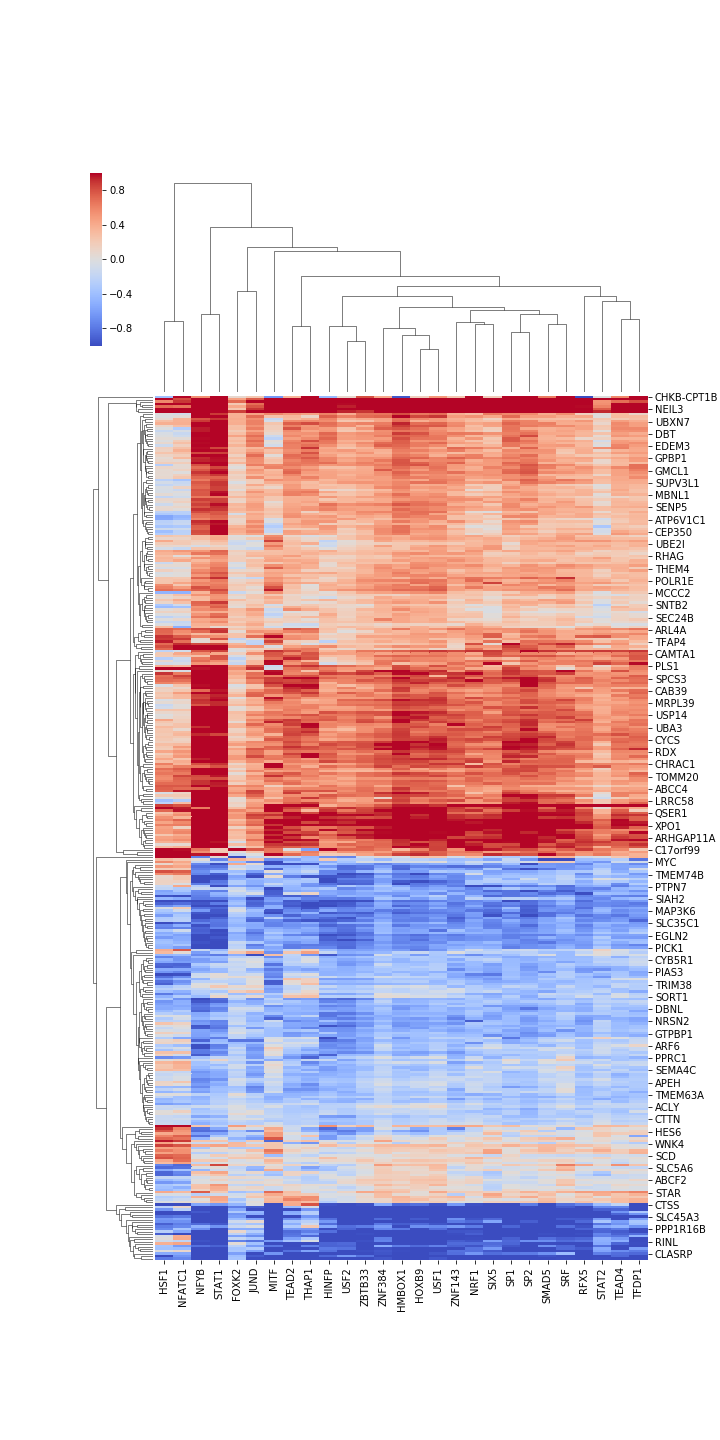 0.8
0.4
0.0
−0.4
−0.8
CHKB-CPT1B
NEIL3
UBXN7
DBT
EDEM3
GPBP1
GMCL1
SUPV3L1
MBNL1
SENP5
ATP6V1C1
CEP350
UBE2I
RHAG
THEM4
POLR1E
MCCC2
SNTB2
SEC24B
ARL4A
TFAP4
CAMTA1
PLS1
SPCS3
CAB39
MRPL39
USP14
UBA3
CYCS
RDX
CHRAC1
TOMM20
ABCC4
LRRC58
QSER1
XPO1
ARHGAP11A
C17orf99
MYC
TMEM74B
PTPN7
SIAH2
MAP3K6
SLC35C1
EGLN2
PICK1
CYB5R1
PIAS3
TRIM38
SORT1
DBNL
NRSN2
GTPBP1
ARF6
PPRC1
SEMA4C
APEH
TMEM63A
ACLY
CTTN
HES6
WNK4
SCD
SLC5A6
ABCF2
STAR
CTSS
SLC45A3
PPP1R16B
RINL
CLASRP
HSF1
NFATC1
NFYB
STAT1
FOXK2
JUND
MITF
TEAD2
THAP1
HINFP
USF2
ZBTB33
ZNF384
HMBOX1
HOXB9
USF1
ZNF143
NRF1
SIX5
SP1
SP2
SMAD5
SRF
RFX5
STAT2
TEAD4
TFDP1